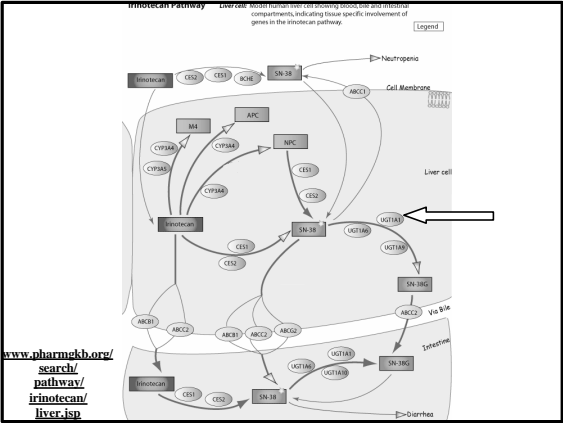 Irinotecan Pathway
Liver cell: Model human liver cell showing blood, bile and intestinal
compartments, indicating tissue specific involvement of
genes in the irinotecan pathway.
Legend
Neutropenia
Irinotecan
CES2
CES1
BCHE
SN-38
ABCC1
Cell Membrane
APC
M4
CYP3A4
CYP3A4
NPC
CYP3A5
CES1
Liver cell
CYP3A4
CES2
Irinotecan
SN-38
UGT1A1
UGT1A6
CES1
UGT1A9
CES2
SN-38G
ABCC2
Via Bile
ABCB1
ABCC2
ABCB1
ABCC2
ABCG2
Intestine
UGT1A1
UGT1A6
SN-38G
UGT1A10
Irinotecan
CES1
CES2
SN-38
Diarrhea
www.pharmgkb.org/
search/
pathway/
irinotecan/
liver.jsp